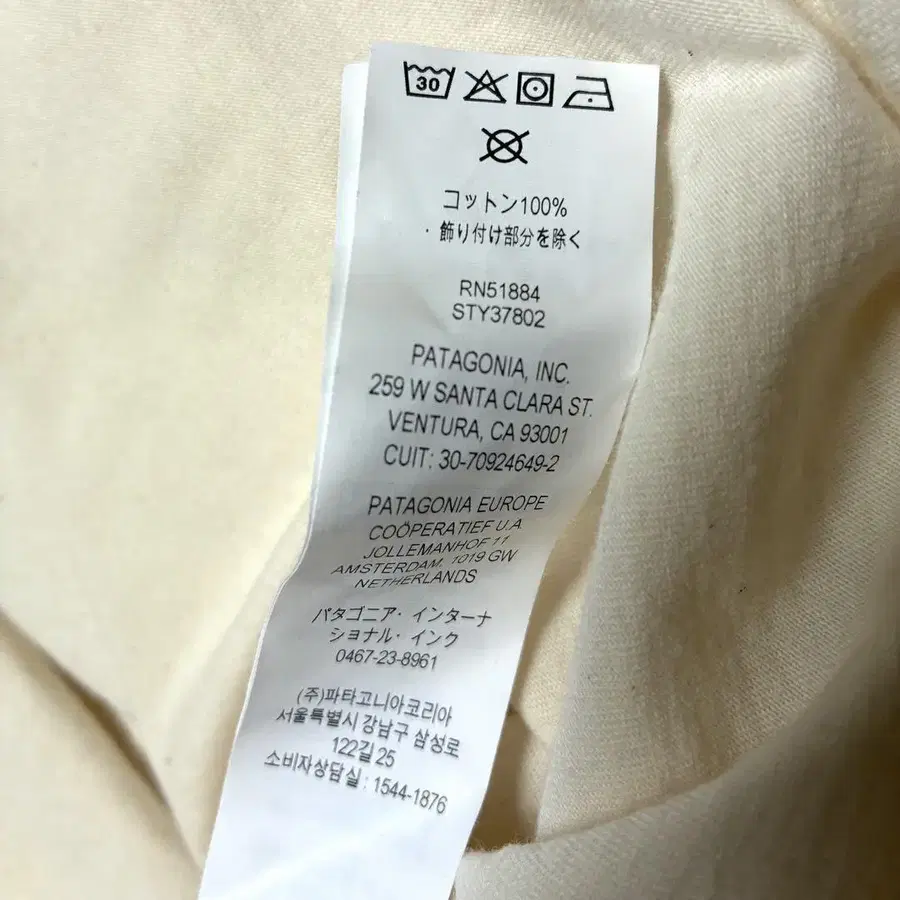 30
コットン100%
・飾り付け部分を除く
RN51884
STY37802
PATAGONIA, INC.
259 W SANTA CLARA ST.
VENTURA, CA 93001
CUIT: 30-70924649-2
PATAGONIA EUROPE
COÖPERATIEF U.A
JOLLEMANHOF 11
AMSTERDAM, 1019 GW
NETHERLANDS
パタゴニア・インターナ
ショナル・インク
0467-23-8961
(주)파타고니아코리아
서울특별시 강남구 삼성로
122길 25
소비자상담실 : 1544-1876